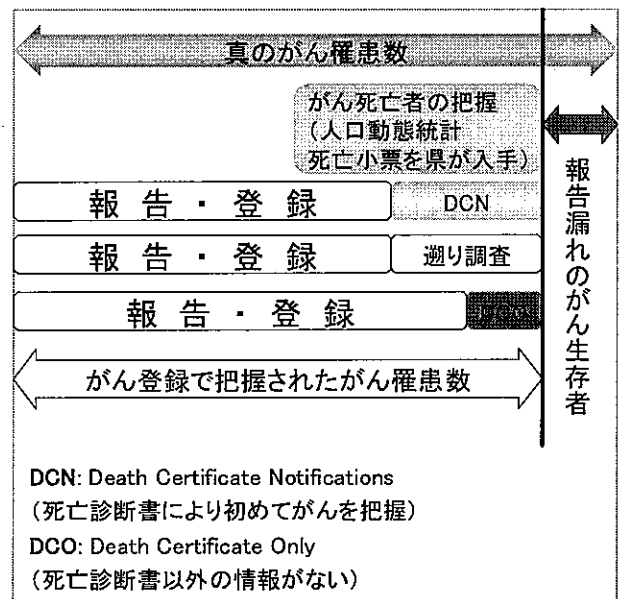 真のがん罹患数
がん死亡者の把握
(人口動態統計
死亡小票を県が入手)
報告・登録
DCN
報告・登録
遡り調査
報告・登録
がん登録で把握されたがん罹患数
報告漏れのがん生存者
DCN: Death Certificate Notifications
(死亡診断書により初めてがんを把握)
DCO: Death Certificate Only
(死亡診断書以外の情報がない)